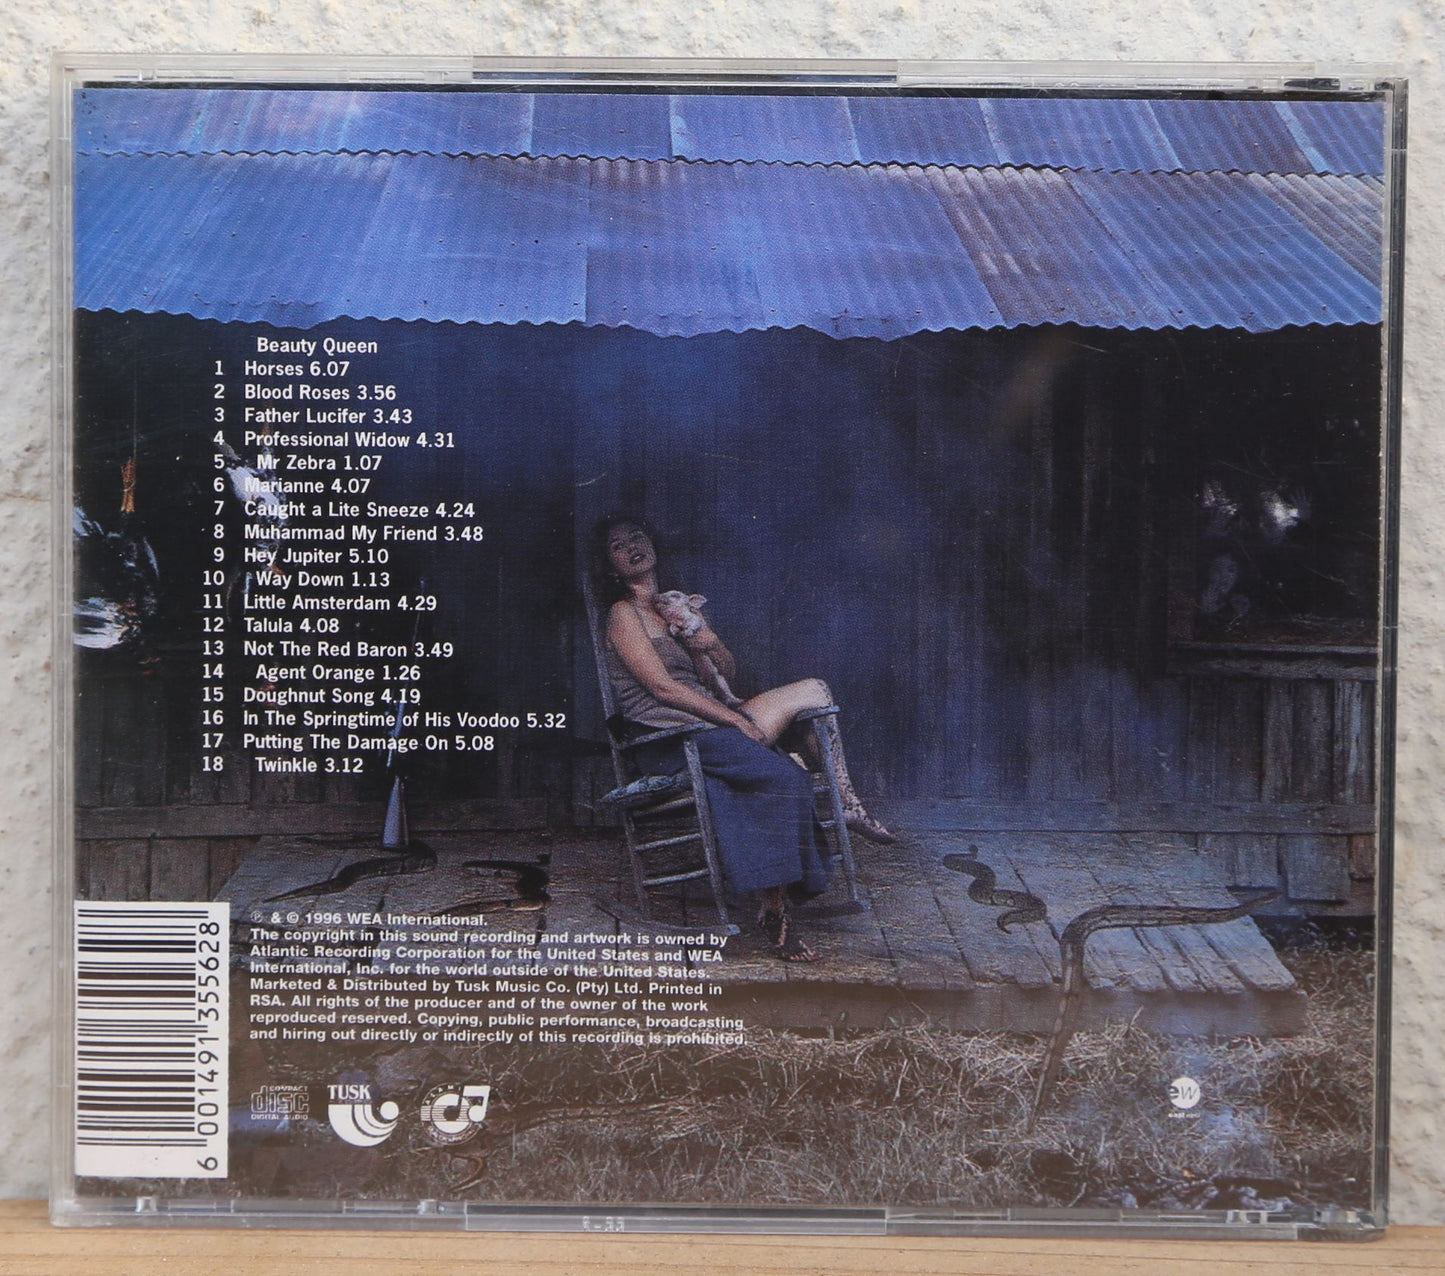 Beauty Queen
1 Horses 6.07
2 Blood Roses 3.56
3 Father Lucifer 3.43
4 Professional Widow 4.31
5 Mr Zebra 1.07
6 Marianne 4.07
7 Caught a Lite Sneeze 4.24
8 Muhammad My Friend 3.48
9 Hey Jupiter 5.10
10 Way Down 1.13
11 Little Amsterdam 4.29
12 Talula 4.08
13 Not The Red Baron 3.49
14 Agent Orange 1.26
15 Doughnut Song 4.19
16 In The Springtime of His Voodoo 5.32
17 Putting The Damage On 5.08
18 Twinkle 3.12
℗ & © 1996 WEA International.
The copyright in this sound recording and artwork is owned by
Atlantic Recording Corporation for the United States and WEA
International, Inc. for the world outside of the United States.
Marketed & Distributed by Tusk Music Co. (Pty) Ltd. Printed in
RSA. All rights of the producer and of the owner of the work
reproduced reserved. Copying, public performance, broadcasting
and hiring out directly or indirectly of this recording is prohibited.
6 001491 355628
COMPACT
disc
DIGITAL AUDIO
TUSK
ew
east west